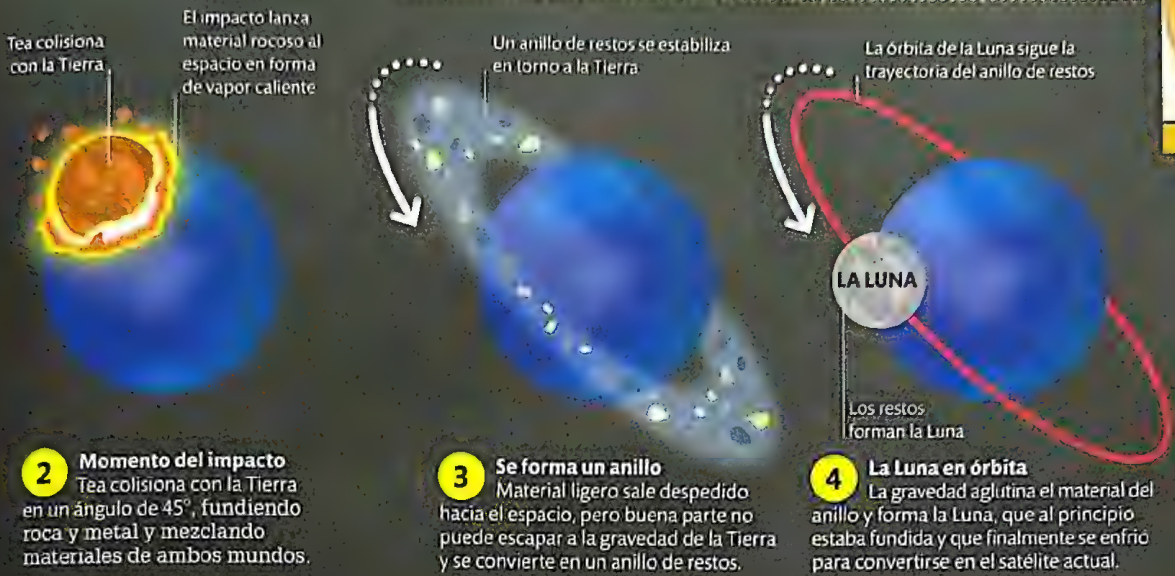 Tea colisiona
con la Tierra
El impacto lanza
material rocoso al
espacio en forma
de vapor caliente
2 Momento del impacto
Tea colisiona con la Tierra
en un ángulo de 45°, fundiendo
roca y metal y mezclando
materiales de ambos mundos.
Un anillo de restos se estabiliza
en torno a la Tierra
3 Se forma un anillo
Material ligero sale despedido
hacia el espacio, pero buena parte no
puede escapar a la gravedad de la Tierra
y se convierte en un anillo de restos.
La órbita de la Luna sigue la
trayectoria del anillo de restos
LA LUNA
Los restos
forman la Luna
4 La Luna en órbita
La gravedad aglutina el material del
anillo y forma la Luna, que al principio
estaba fundida y que finalmente se enfrió
para convertirse en el satélite actual.